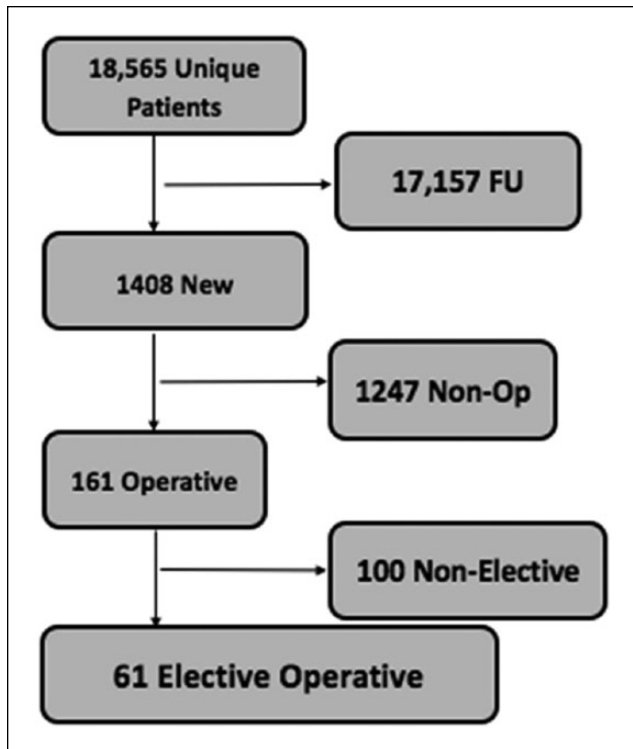 18,565 Unique
Patients
17,157 FU
1408 New
1247 Non-Op
161 Operative
100 Non-Elective
61 Elective Operative